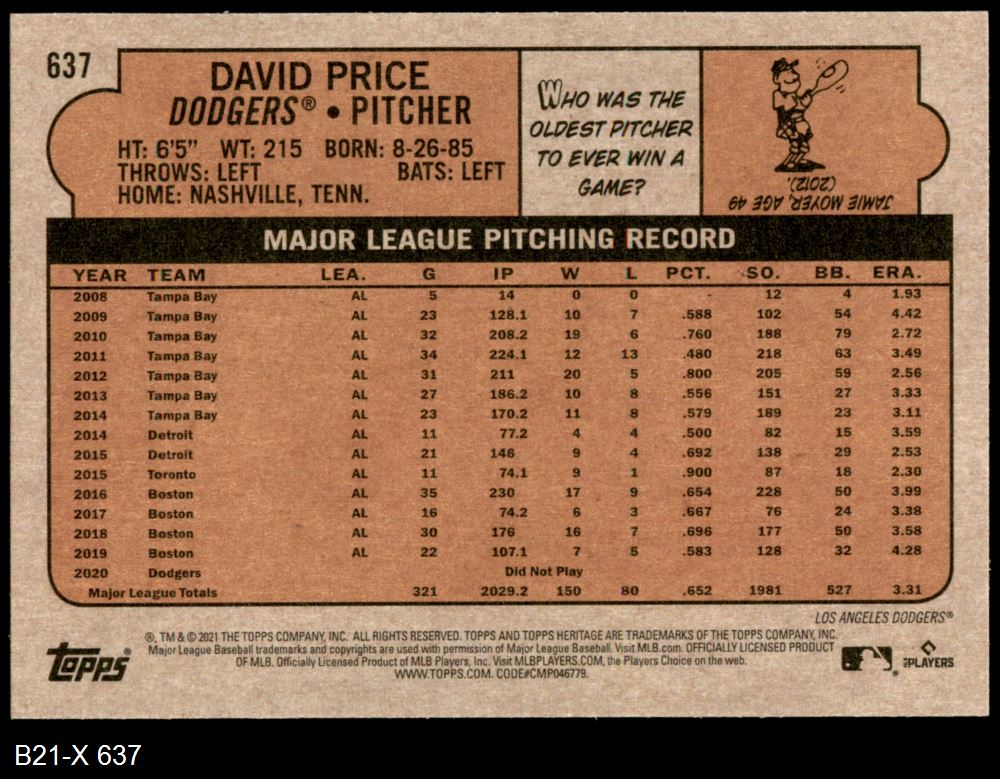 637
DAVID PRICE
DODGERS® • PITCHER
HT: 6'5" WT: 215 BORN: 8-26-85
THROWS: LEFT BATS: LEFT
HOME: NASHVILLE, TENN.
WHO WAS THE
OLDEST PITCHER
TO EVER WIN A
GAME?
JAMIE MOYER, AGE 49
(2012).
MAJOR LEAGUE PITCHING RECORD
YEAR TEAM LEA. G IP W L PCT. SO. BB. ERA.
2008 Tampa Bay AL 5 14 0 0 - 12 4 1.93
2009 Tampa Bay AL 23 128.1 10 7 .588 102 54 4.42
2010 Tampa Bay AL 32 208.2 19 6 .760 188 79 2.72
2011 Tampa Bay AL 34 224.1 12 13 .480 218 63 3.49
2012 Tampa Bay AL 31 211 20 5 .800 205 59 2.56
2013 Tampa Bay AL 27 186.2 10 8 .556 151 27 3.33
2014 Tampa Bay AL 23 170.2 11 8 .579 189 23 3.11
2014 Detroit AL 11 77.2 4 4 .500 82 15 3.59
2015 Detroit AL 21 146 9 4 .692 138 29 2.53
2015 Toronto AL 11 74.1 9 1 .900 87 18 2.30
2016 Boston AL 35 230 17 9 .654 228 50 3.99
2017 Boston AL 16 74.2 6 3 .667 76 24 3.38
2018 Boston AL 30 176 16 7 .696 177 50 3.58
2019 Boston AL 22 107.1 7 5 .583 128 32 4.28
2020 Dodgers Did Not Play
Major League Totals 321 2029.2 150 80 .652 1981 527 3.31
LOS ANGELES DODGERS®
®, TM & © 2021 THE TOPPS COMPANY, INC. ALL RIGHTS RESERVED. TOPPS AND TOPPS HERITAGE ARE TRADEMARKS OF THE TOPPS COMPANY, INC.
Major League Baseball trademarks and copyrights are used with permission of Major League Baseball. Visit MLB.com. OFFICIALLY LICENSED PRODUCT
OF MLB. Officially Licensed Product of MLB Players, Inc. Visit MLBPLAYERS.COM, the Players Choice on the web.
WWW.TOPPS.COM. CODE#CMP046779.
Topps®
MLB PLAYERS
B21-X 637